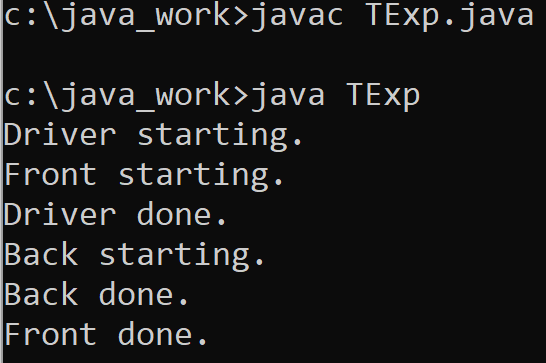 c:\java_work>javac TExp.java
c:\java_work>java TExp
Driver starting.
Front starting.
Driver done.
Back starting.
Back done.
Front done.